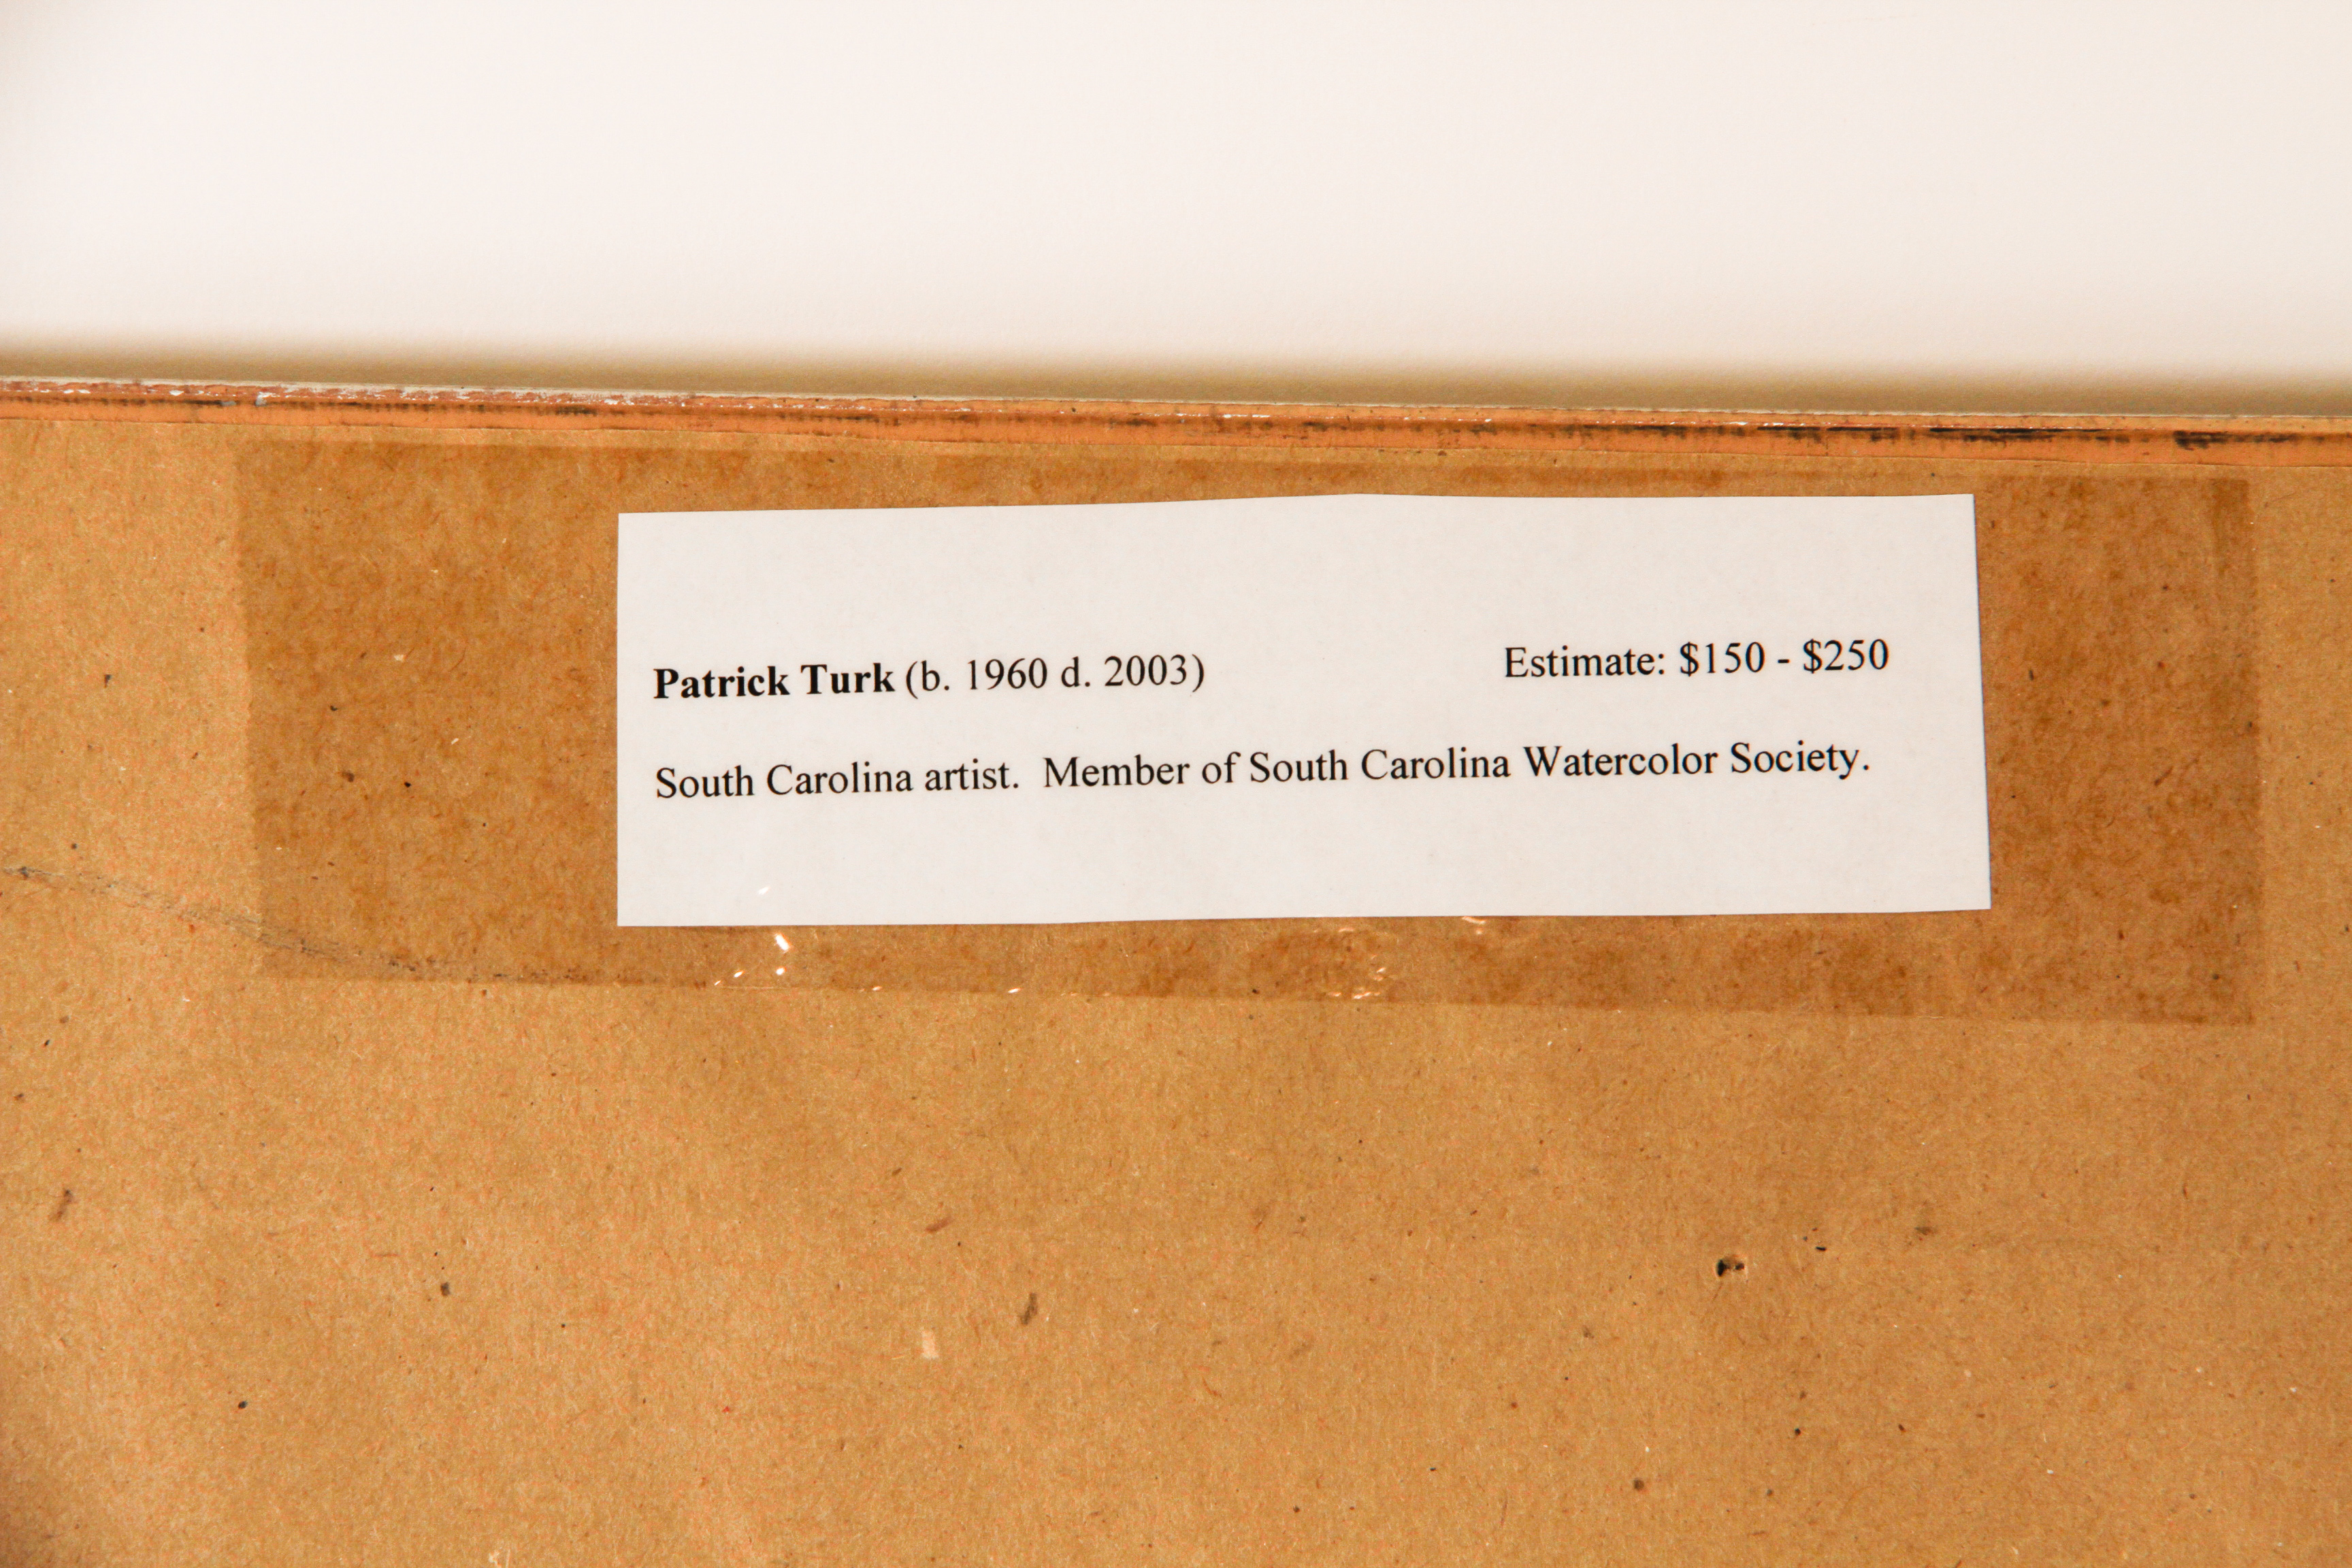 Patrick Turk (b. 1960 d. 2003) Estimate: $150 - $250
South Carolina artist. Member of South Carolina Watercolor Society.